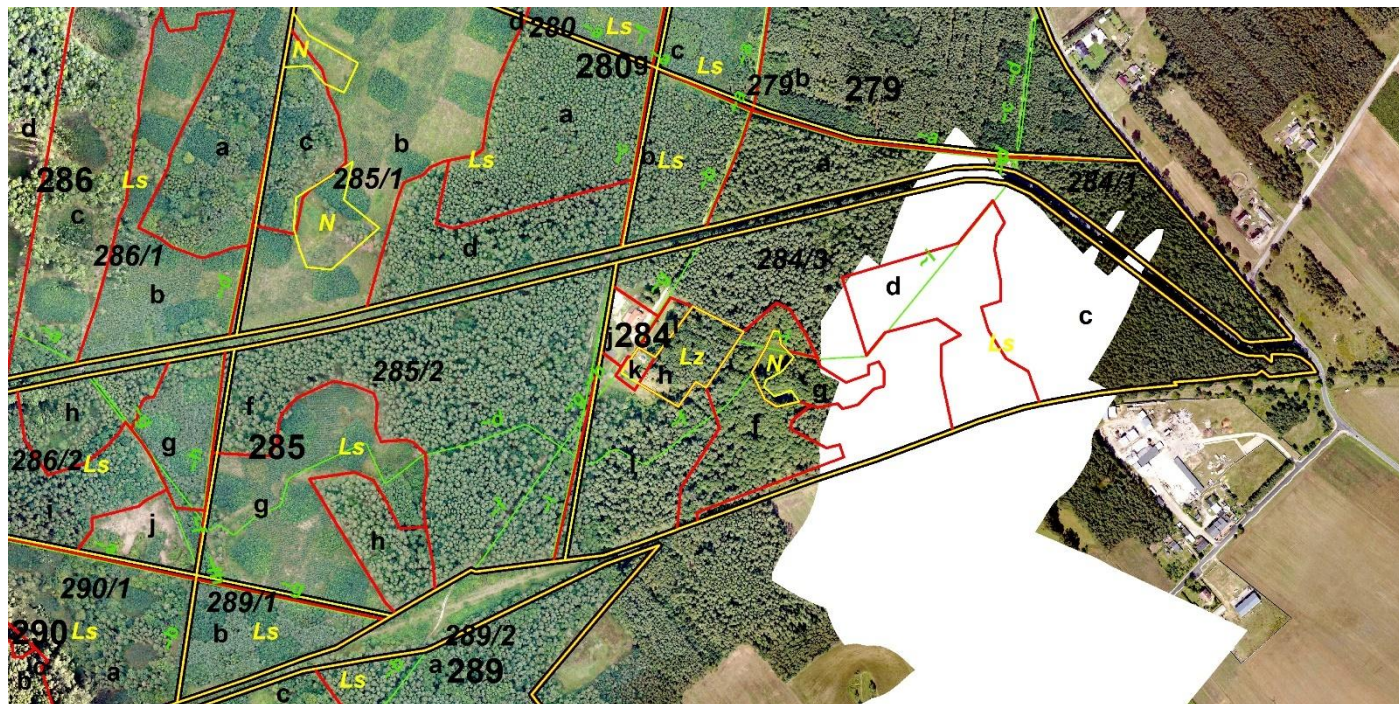 d 280 Ls
N
c
280 g
Ls
279 b
279
d
a
b
a
c
Ls
b
Ls
a
285/1
286
Ls
284/1
c
N
286/1
d
284/3
b
d
c
284
l
j
Lz
N
Ls
k
h
g
285/2
h
f
f
g
285
Ls
286/2
Ls
j
g
i
j
h
290/1
289/1
290
Ls
b
Ls
289/2
b
a
a
289
b
c
Ls